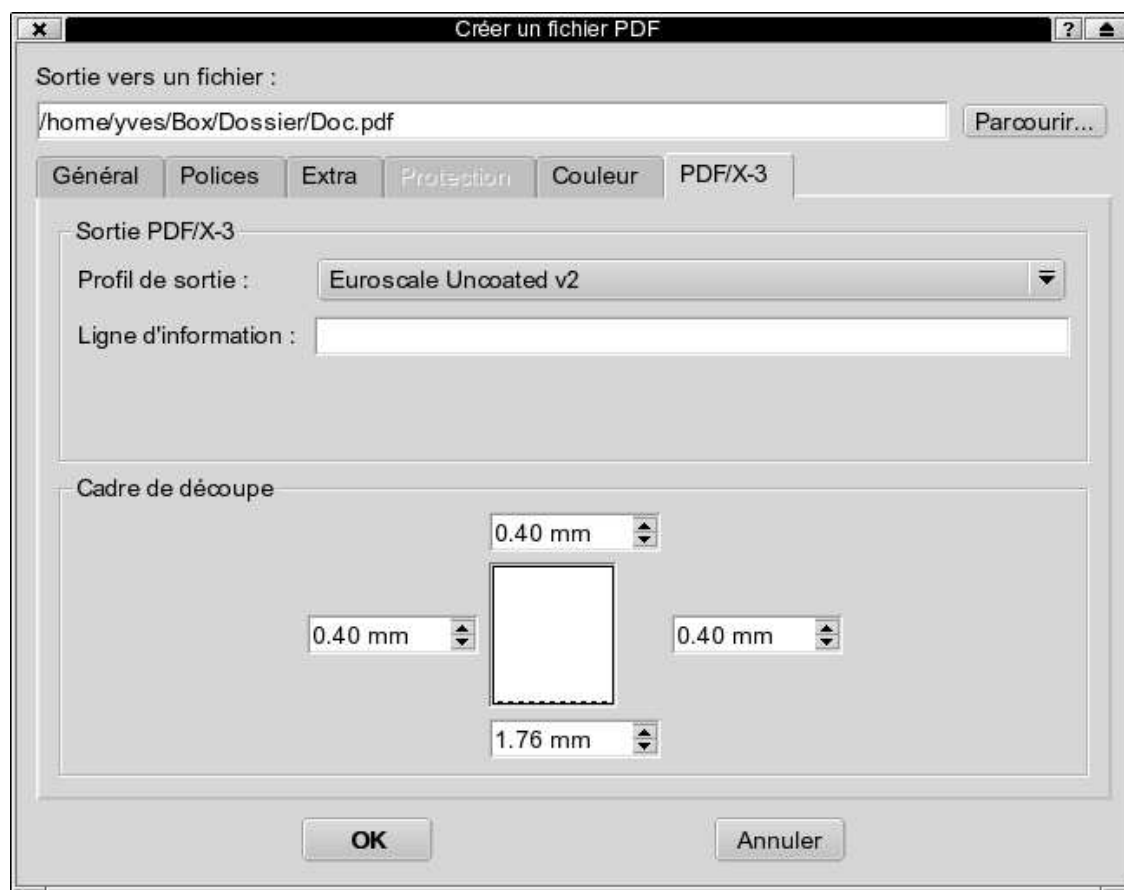 Créer un fichier PDF
?
Sortie vers un fichier :
/home/yves/Box/Dossier/Doc.pdf
Parcourir...
Général Polices Extra Protection Couleur PDF/X-3
Sortie PDF/X-3
Profil de sortie : Euroscale Uncoated v2
Ligne d'information :
Cadre de découpe
0.40 mm
0.40 mm 0.40 mm
1.76 mm
OK Annuler